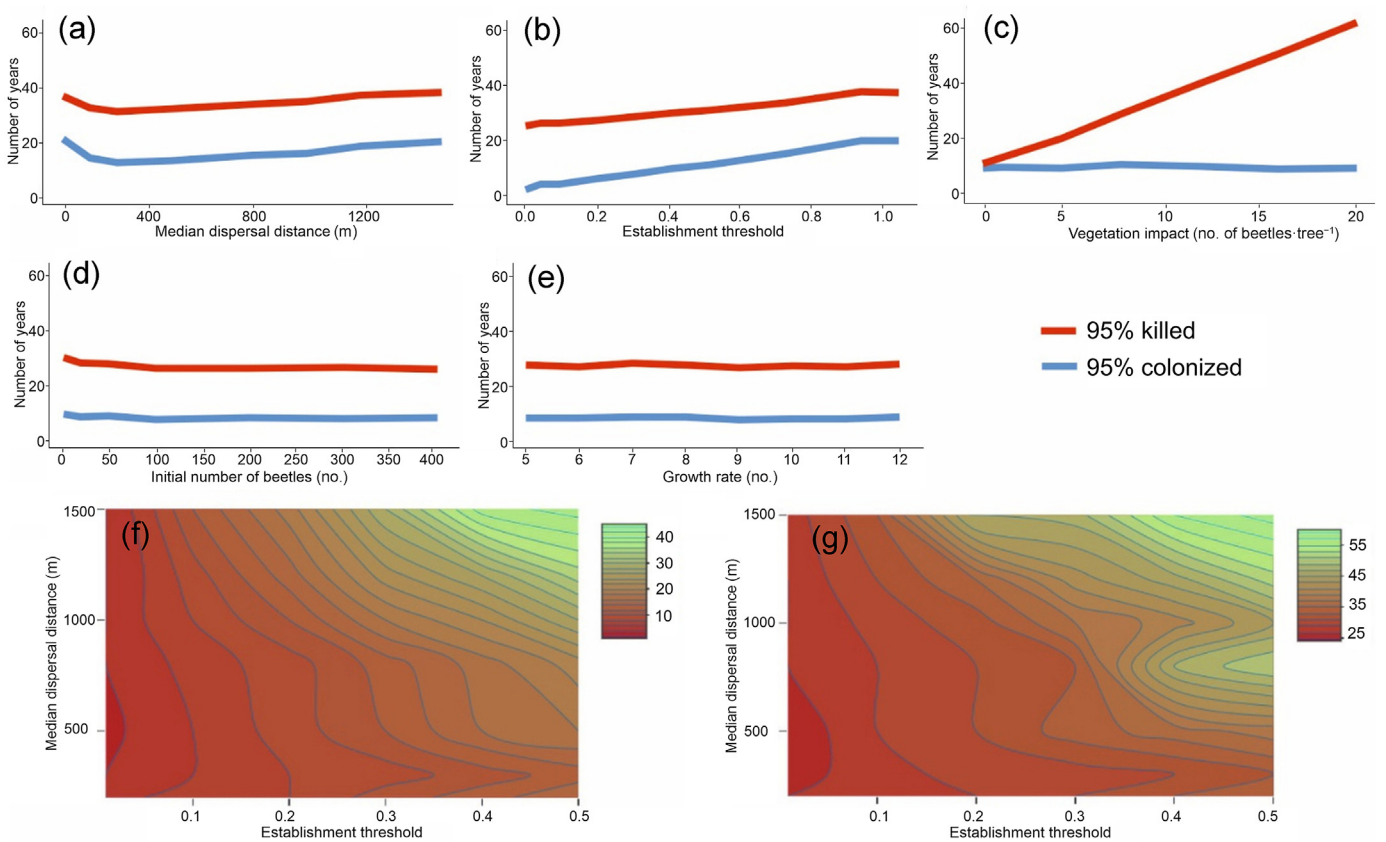 (a)
60
40
20
0
Number of years
0 400 800 1200
Median dispersal distance (m)
(b)
60
40
20
0
Number of years
0.0 0.2 0.4 0.6 0.8 1.0
Establishment threshold
(c)
60
40
20
0
Number of years
0 5 10 15 20
Vegetation impact (no. of beetles·tree⁻¹)
(d)
60
40
20
0
Number of years
0 50 100 150 200 250 300 350 400
Initial number of beetles (no.)
(e)
60
40
20
0
Number of years
5 6 7 8 9 10 11 12
Growth rate (no.)
95% killed
95% colonized
(f)
1500
1000
500
Median dispersal distance (m)
0.1 0.2 0.3 0.4 0.5
Establishment threshold
40
30
20
10
(g)
1500
1000
500
Median dispersal distance (m)
0.1 0.2 0.3 0.4 0.5
Establishment threshold
55
45
35
25